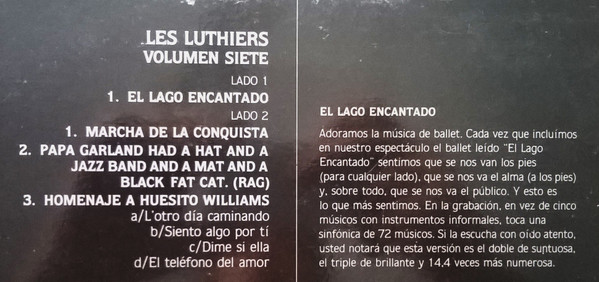 LES LUTHIERS
VOLUMEN SIETE
LADO 1
1. EL LAGO ENCANTADO
LADO 2
1. MARCHA DE LA CONQUISTA
2. PAPA GARLAND HAD A HAT AND A
JAZZ BAND AND A MAT AND A
BLACK FAT CAT. (RAG)
3. HOMENAJE A HUESITO WILLIAMS
a/L'otro día caminando
b/Siento algo por tí
c/Dime si ella
d/El teléfono del amor
EL LAGO ENCANTADO
Adoramos la música de ballet. Cada vez que incluímos
en nuestro espectáculo el ballet leído "El Lago
Encantado" sentimos que se nos van los pies
(para cualquier lado), que se nos va el alma (a los pies)
y, sobre todo, que se nos va el público. Y esto es
lo que más sentimos. En la grabación, en vez de cinco
músicos con instrumentos informales, toca una
sinfónica de 72 músicos. Si la escucha con oído atento,
usted notará que esta versión es el doble de suntuosa,
el triple de brillante y 14,4 veces más numerosa.